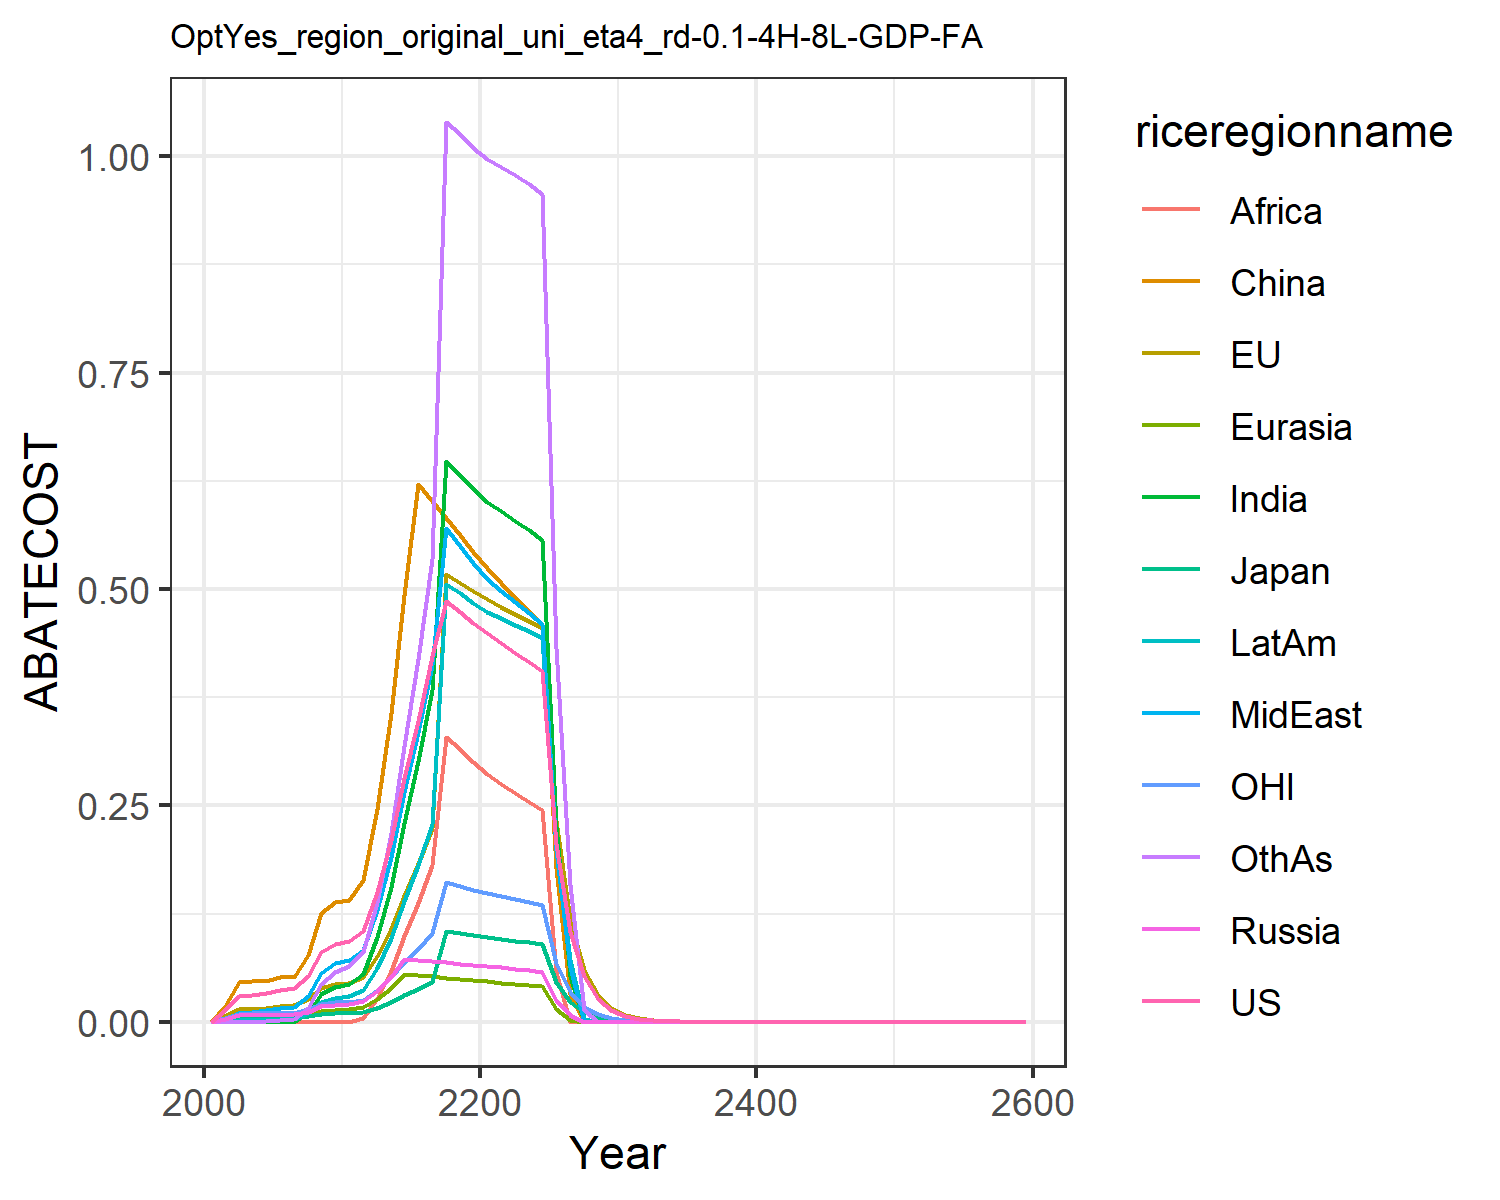 OptYes_region_original_uni_eta4_rd-0.1-4H-8L-GDP-FA
1.00
0.75
0.50
0.25
0.00
ABATECOST
2000 2200 2400 2600
Year
riceregionname
Africa
China
EU
Eurasia
India
Japan
LatAm
MidEast
OHI
OthAs
Russia
US